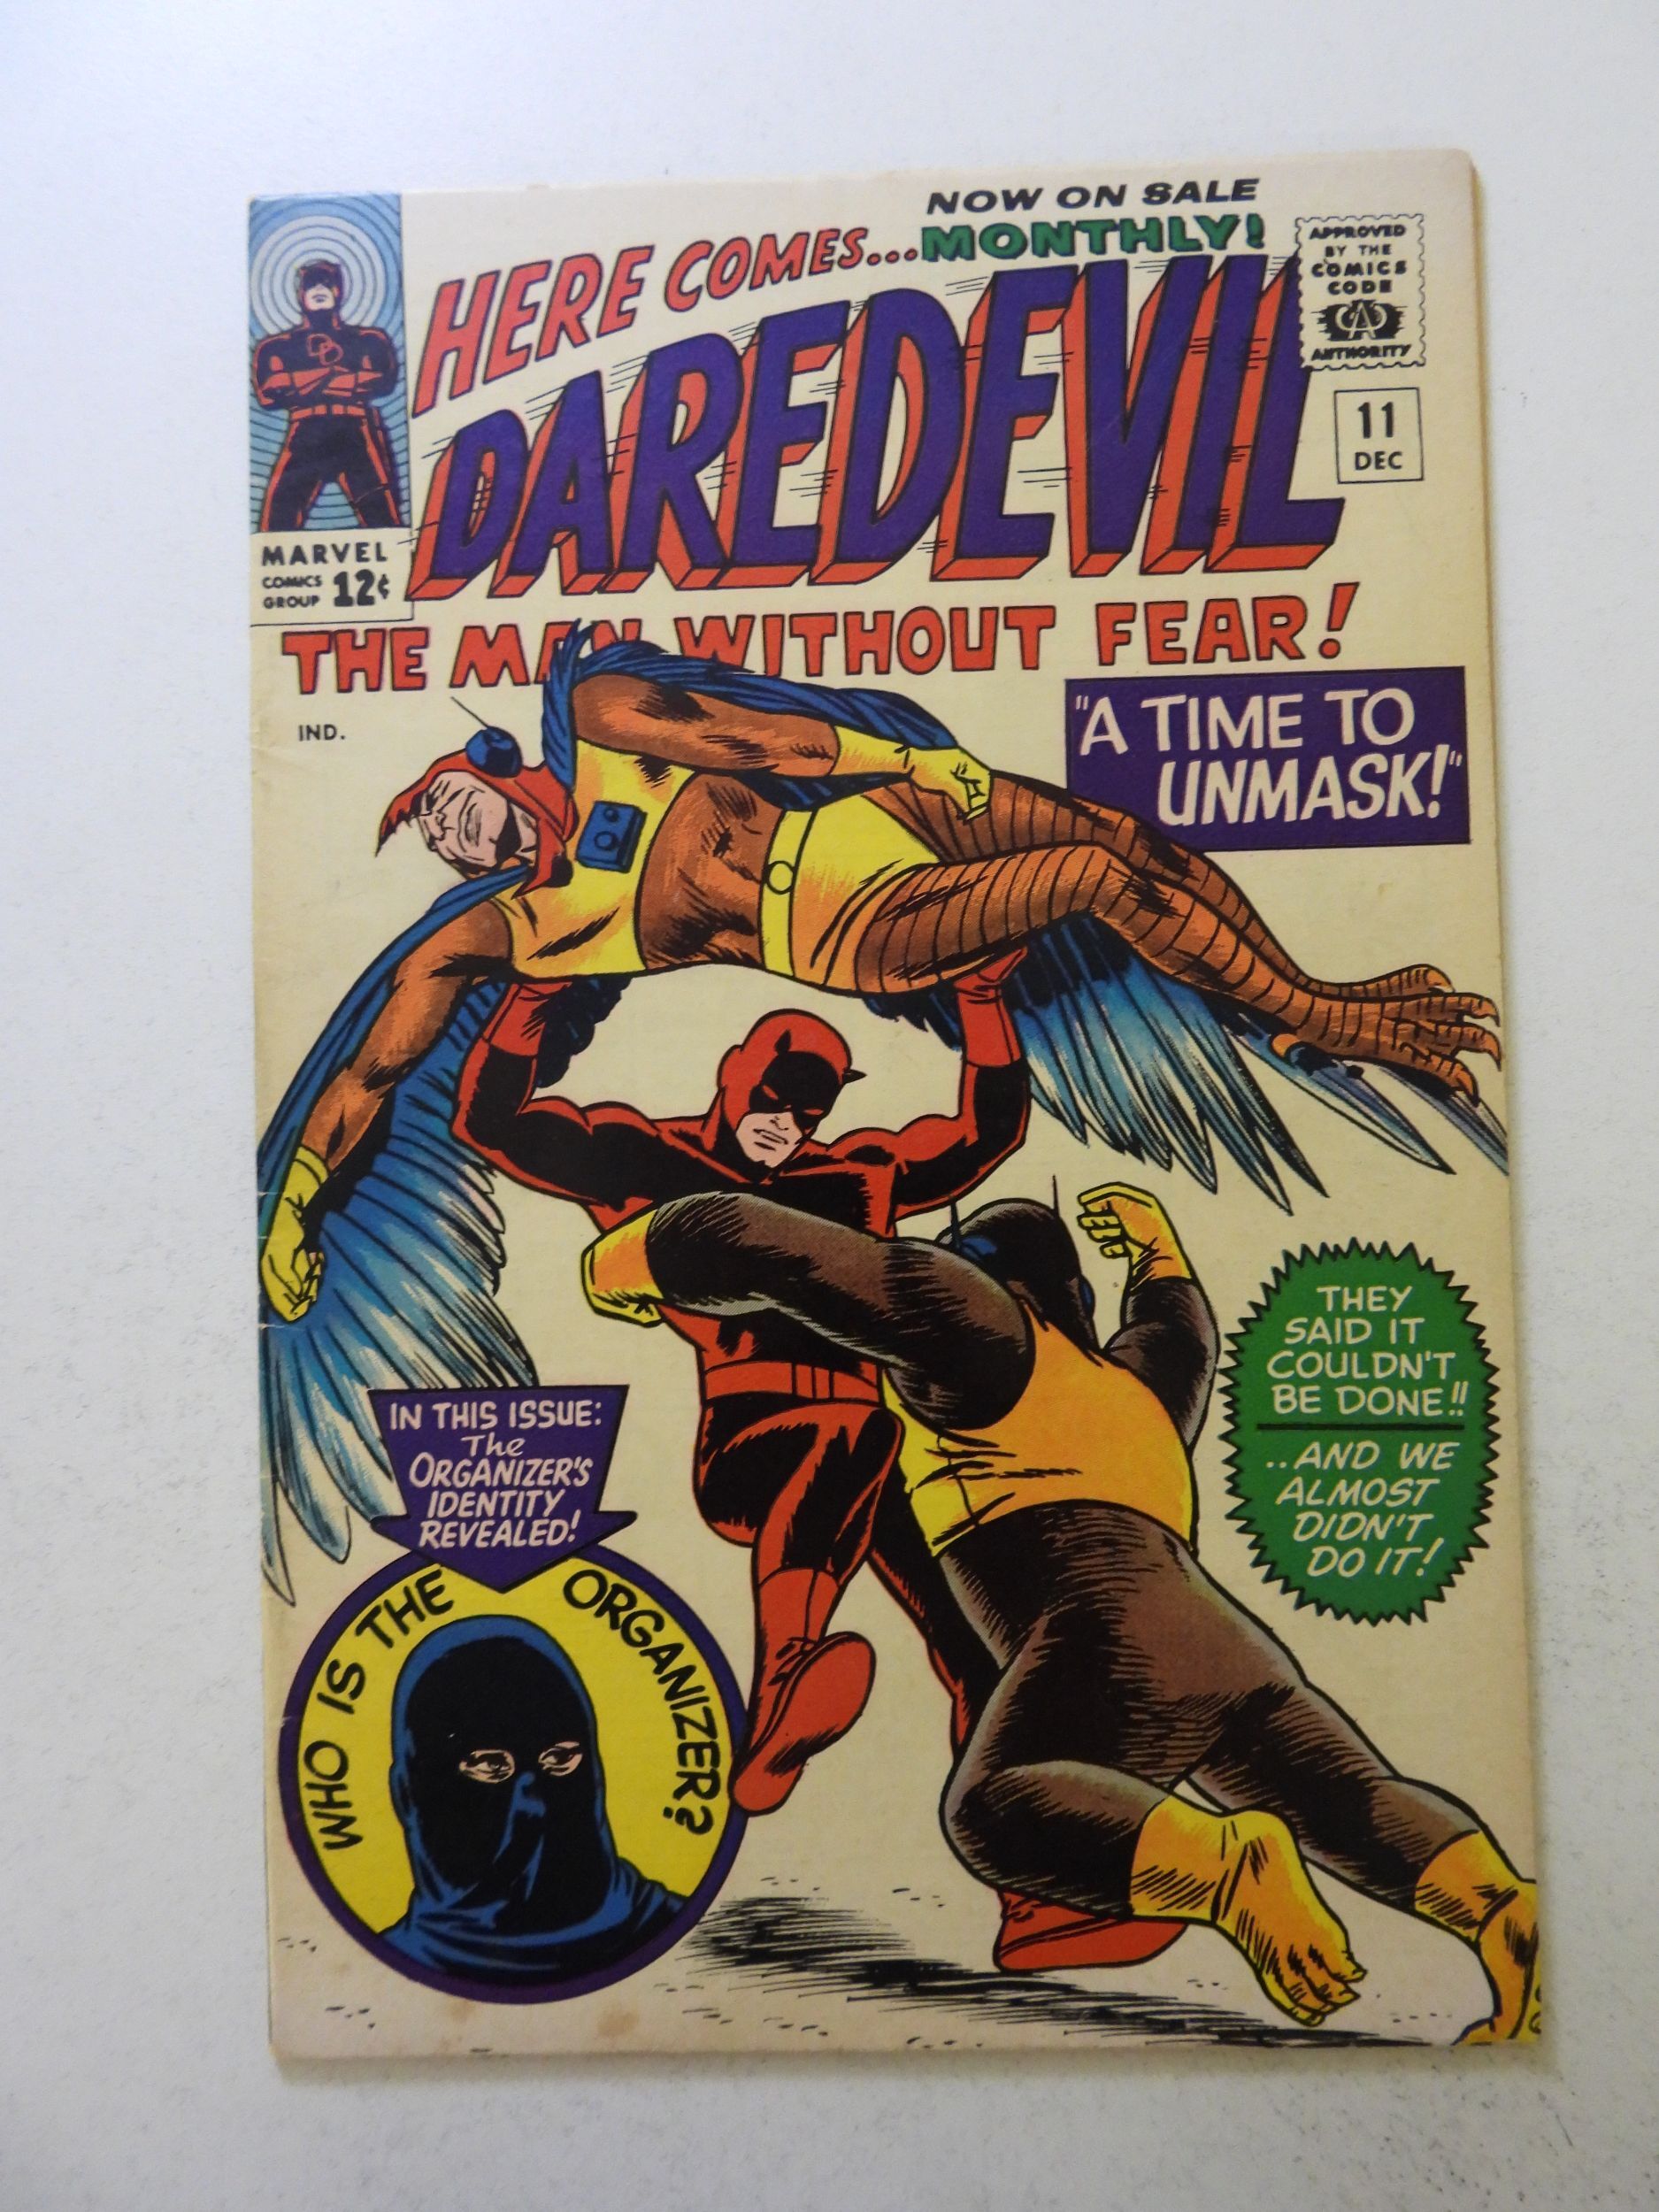 NOW ON SALE
HERE COMES...MONTHLY!
DAREDEVIL
APPROVED
BY THE
COMICS
CODE
CA
AUTHORITY
11
DEC
DD
MARVEL
COMICS
GROUP 12¢
THE MAN WITHOUT FEAR!
IND.
"A TIME TO
UNMASK!"
THEY
SAID IT
COULDN'T
BE DONE!!
..AND WE
ALMOST
DIDN'T
DO IT!
IN THIS ISSUE:
The
ORGANIZER'S
IDENTITY
REVEALED!
WHO IS THE ORGANIZER?